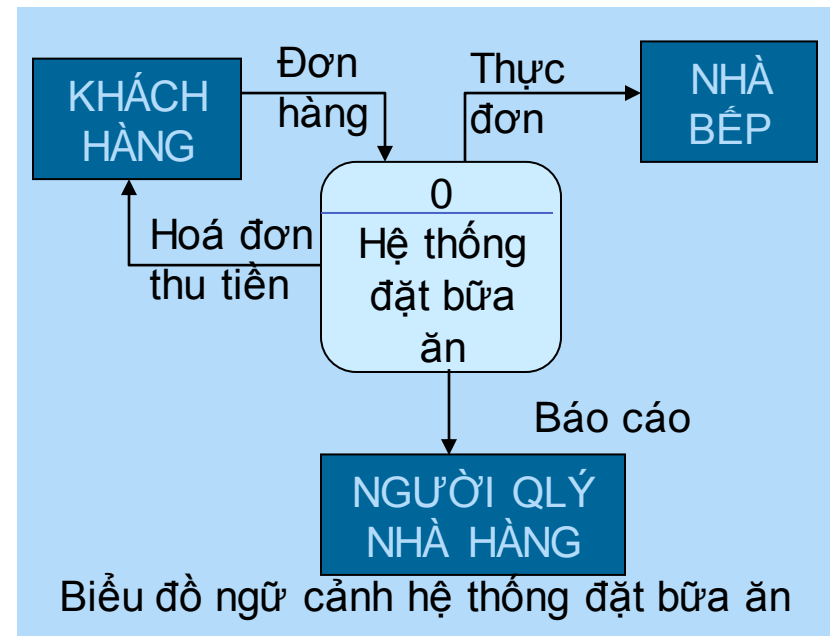 KHÁCH
HÀNG
Đơn
hàng
Thực
đơn
NHÀ
BẾP
0
Hệ thống
đặt bữa
ăn
Hoá đơn
thu tiền
Báo cáo
NGƯỜI QLÝ
NHÀ HÀNG
Biểu đồ ngữ cảnh hệ thống đặt bữa ăn